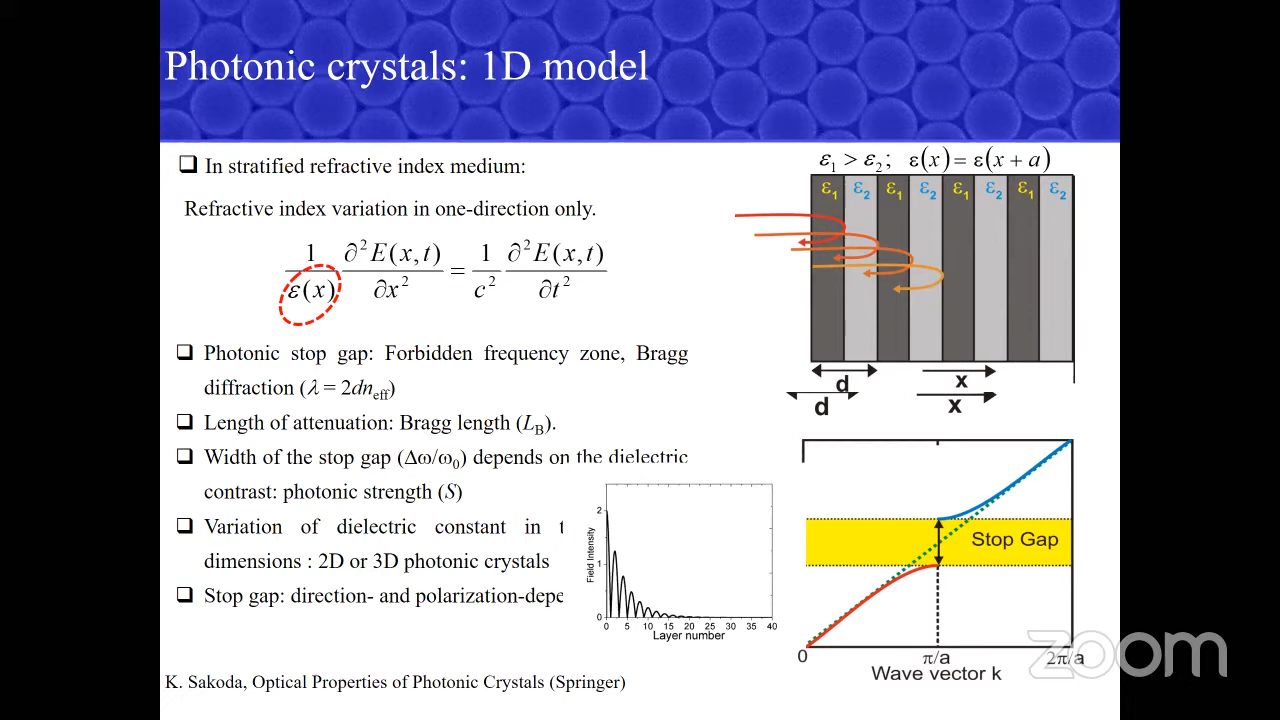 Photonic crystals: 1D model
❑ In stratified refractive index medium:
Refractive index variation in one-direction only.
1/ε(x) ∂²E(x,t)/∂x² = 1/c² ∂²E(x,t)/∂t²
❑ Photonic stop gap: Forbidden frequency zone, Bragg
diffraction (λ = 2dn_eff)
❑ Length of attenuation: Bragg length (L_B).
❑ Width of the stop gap (Δω/ω₀) depends on the dielectric
contrast: photonic strength (S)
❑ Variation of dielectric constant in
dimensions : 2D or 3D photonic crystals
❑ Stop gap: direction- and
K. Sakoda, Optical Properties of Photonic Crystals (Springer)
ε₁ > ε₂ ; ε(x) = ε(x + a)
ε₁ ε₂ ε₁ ε₂ ε₁ ε₂ ε₁ ε₂
d x
d x
Field Intensity
2
1
0
0 5 10 15 20 25 30 35 40
Layer number
Stop Gap
0 π/a 2π/a
Wave vector k
zoom